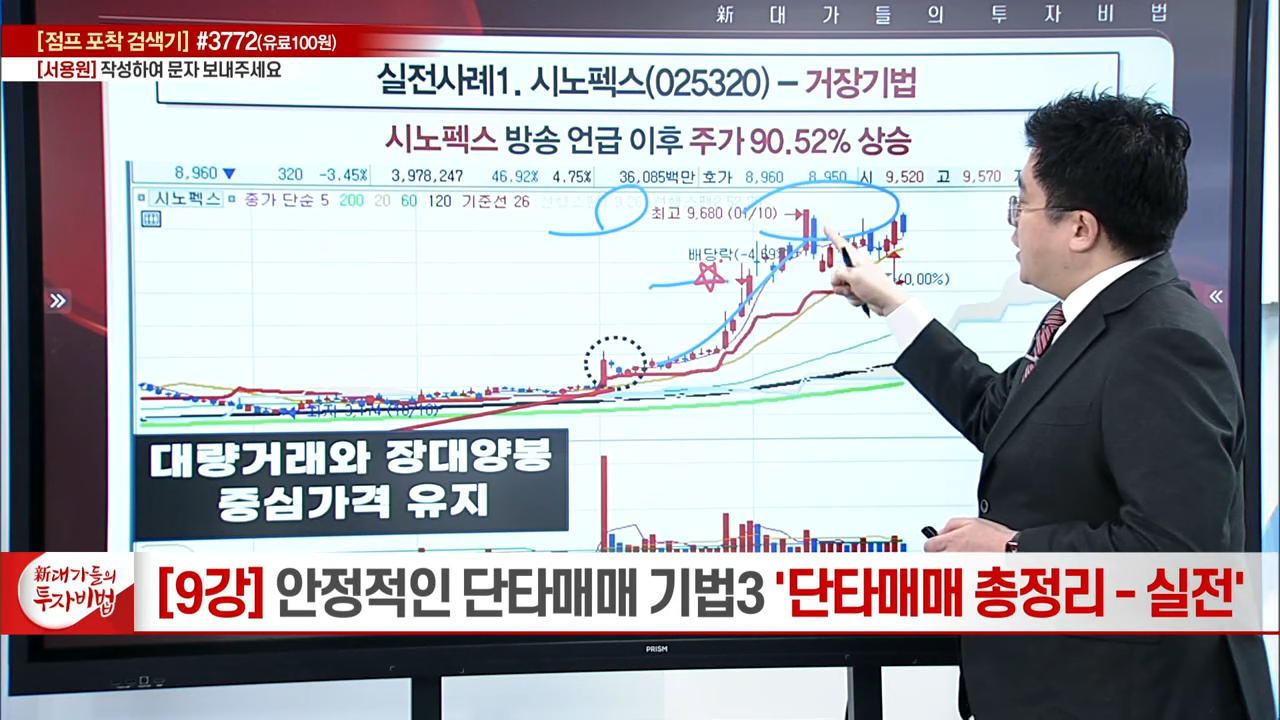 新 대 가 들 의 투 자 비 법
[점프 포착 검색기] #3772(유료100원)
[서용원] 작성하여 문자 보내주세요
실전사례1. 시노펙스(025320) – 거장기법
시노펙스 방송 언급 이후 주가 90.52% 상승
8,960 ▼ 320 -3.45% 3,978,247 46.92% 4.75% 36,085백만 호가 8,960 8,950 시 9,520 고 9,570
시노펙스 종가 단순 5 200 20 60 120 기준선 26
최고 9,680 (01/10) →
배당락(-4.69%)
(0.00%)
대량거래와 장대양봉
중심가격 유지
新대가들의
투자비법
[9강] 안정적인 단타매매 기법3 '단타매매 총정리 - 실전'
PRISM